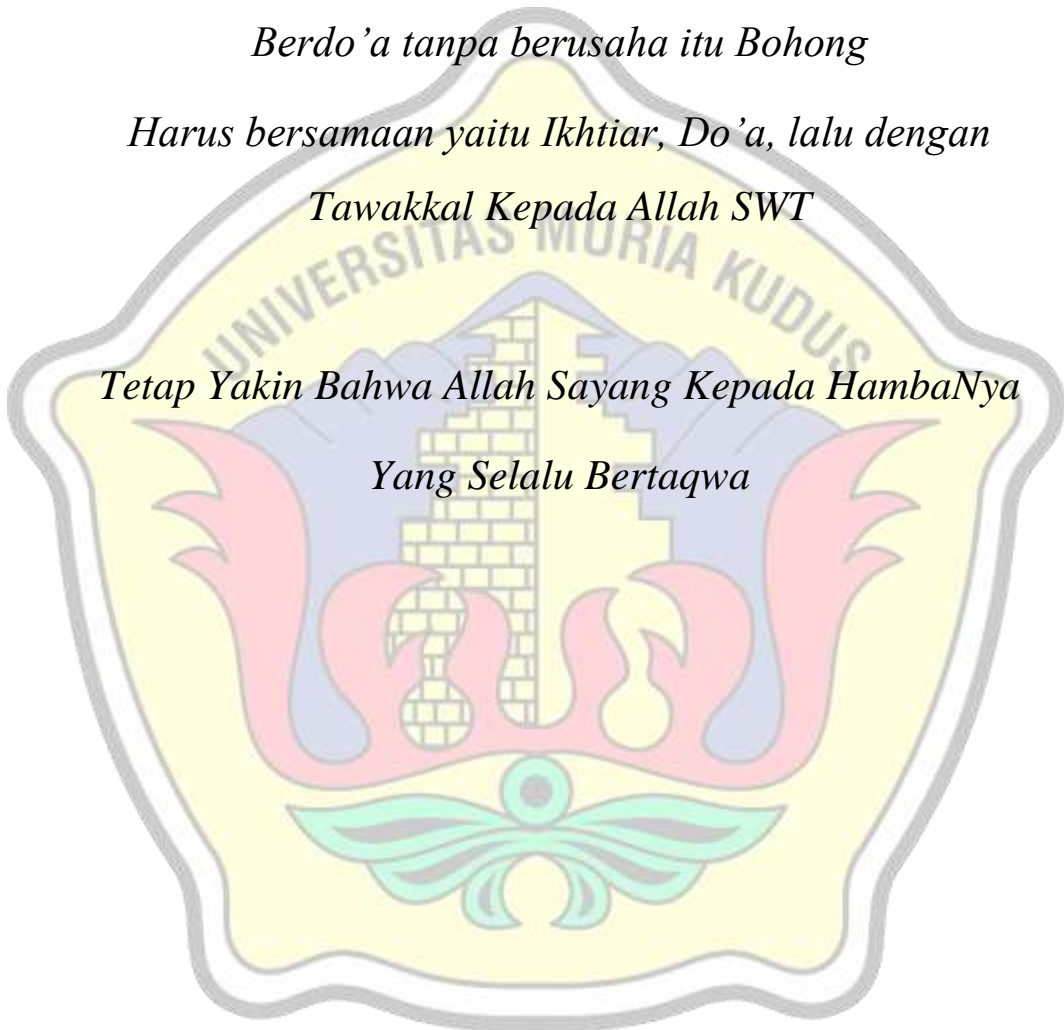 Berdo’a tanpa berusaha itu Bohong
Harus bersamaan yaitu Ikhtiar, Do’a, lalu dengan
Tawakkal Kepada Allah SWT
UNIVERSITAS MURIA KUDUS
Tetap Yakin Bahwa Allah Sayang Kepada HambaNya
Yang Selalu Bertaqwa